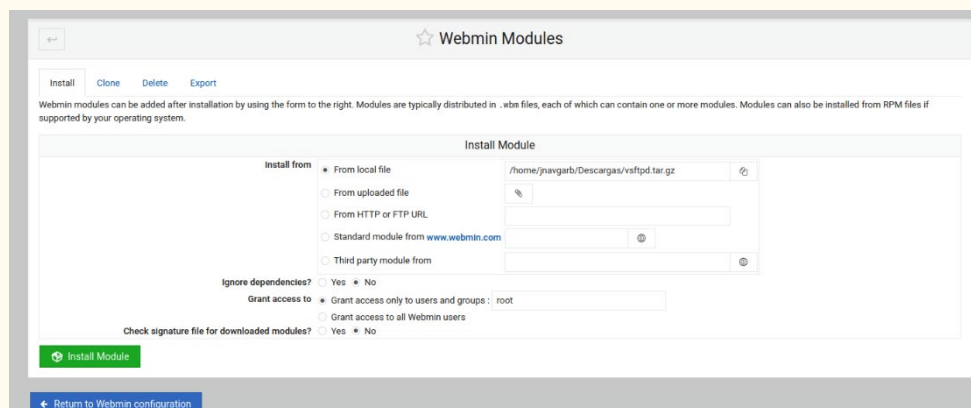 Webmin Modules
Install Clone Delete Export
Webmin modules can be added after installation by using the form to the right. Modules are typically distributed in .wbm files, each of which can contain one or more modules. Modules can also be installed from RPM files if
supported by your operating system.
Install Module
Install from From local file /home/jnavgarb/Descargas/vsftpd.tar.gz
From uploaded file
From HTTP or FTP URL
Standard module from www.webmin.com
Third party module from
Ignore dependencies? Yes No
Grant access to Grant access only to users and groups : root
Grant access to all Webmin users
Check signature file for downloaded modules? Yes No
Install Module
Return to Webmin configuration